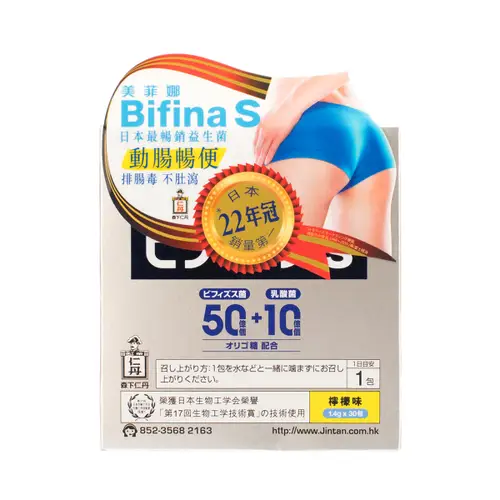 美菲娜
Bifina S
日本最暢銷益生菌
動腸暢便
排腸毒 不肚瀉
仁丹
森下仁丹
日本
22年冠
銷量第一
ビフィズス菌
乳酸菌
50億個+10億個
オリゴ糖 配合
仁丹
森下仁丹
召し上がり方:1包を水などと一緒に噛まずにお召し
上がりください。
1日目安
1包
榮獲日本生物工学会榮譽
「第17回生物工学技術賞」の技術使用
檸檬味
1.4g x 30包
852-3568 2163
http://www.Jintan.com.hk